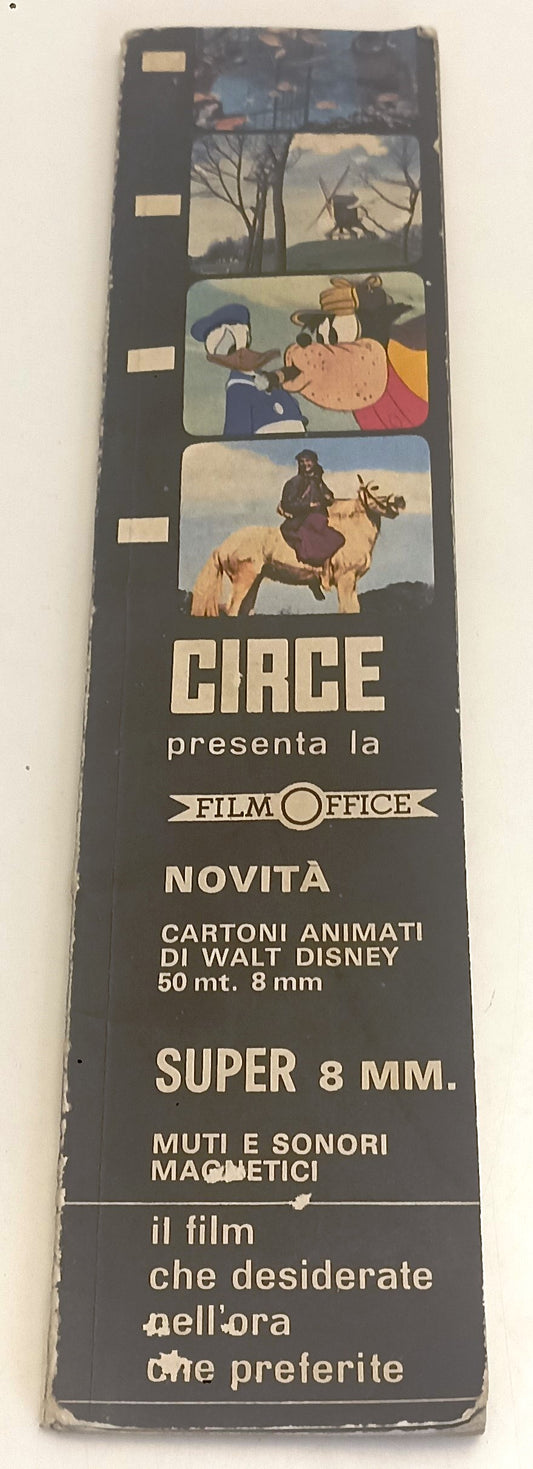 CIRCE
presenta la
FILM OFFICE
NOVITÀ
CARTONI ANIMATI
DI WALT DISNEY
50 mt. 8 mm
SUPER 8 MM.
MUTI E SONORI
MAGNETICI
il film
che desiderate
nell'ora
che preferite